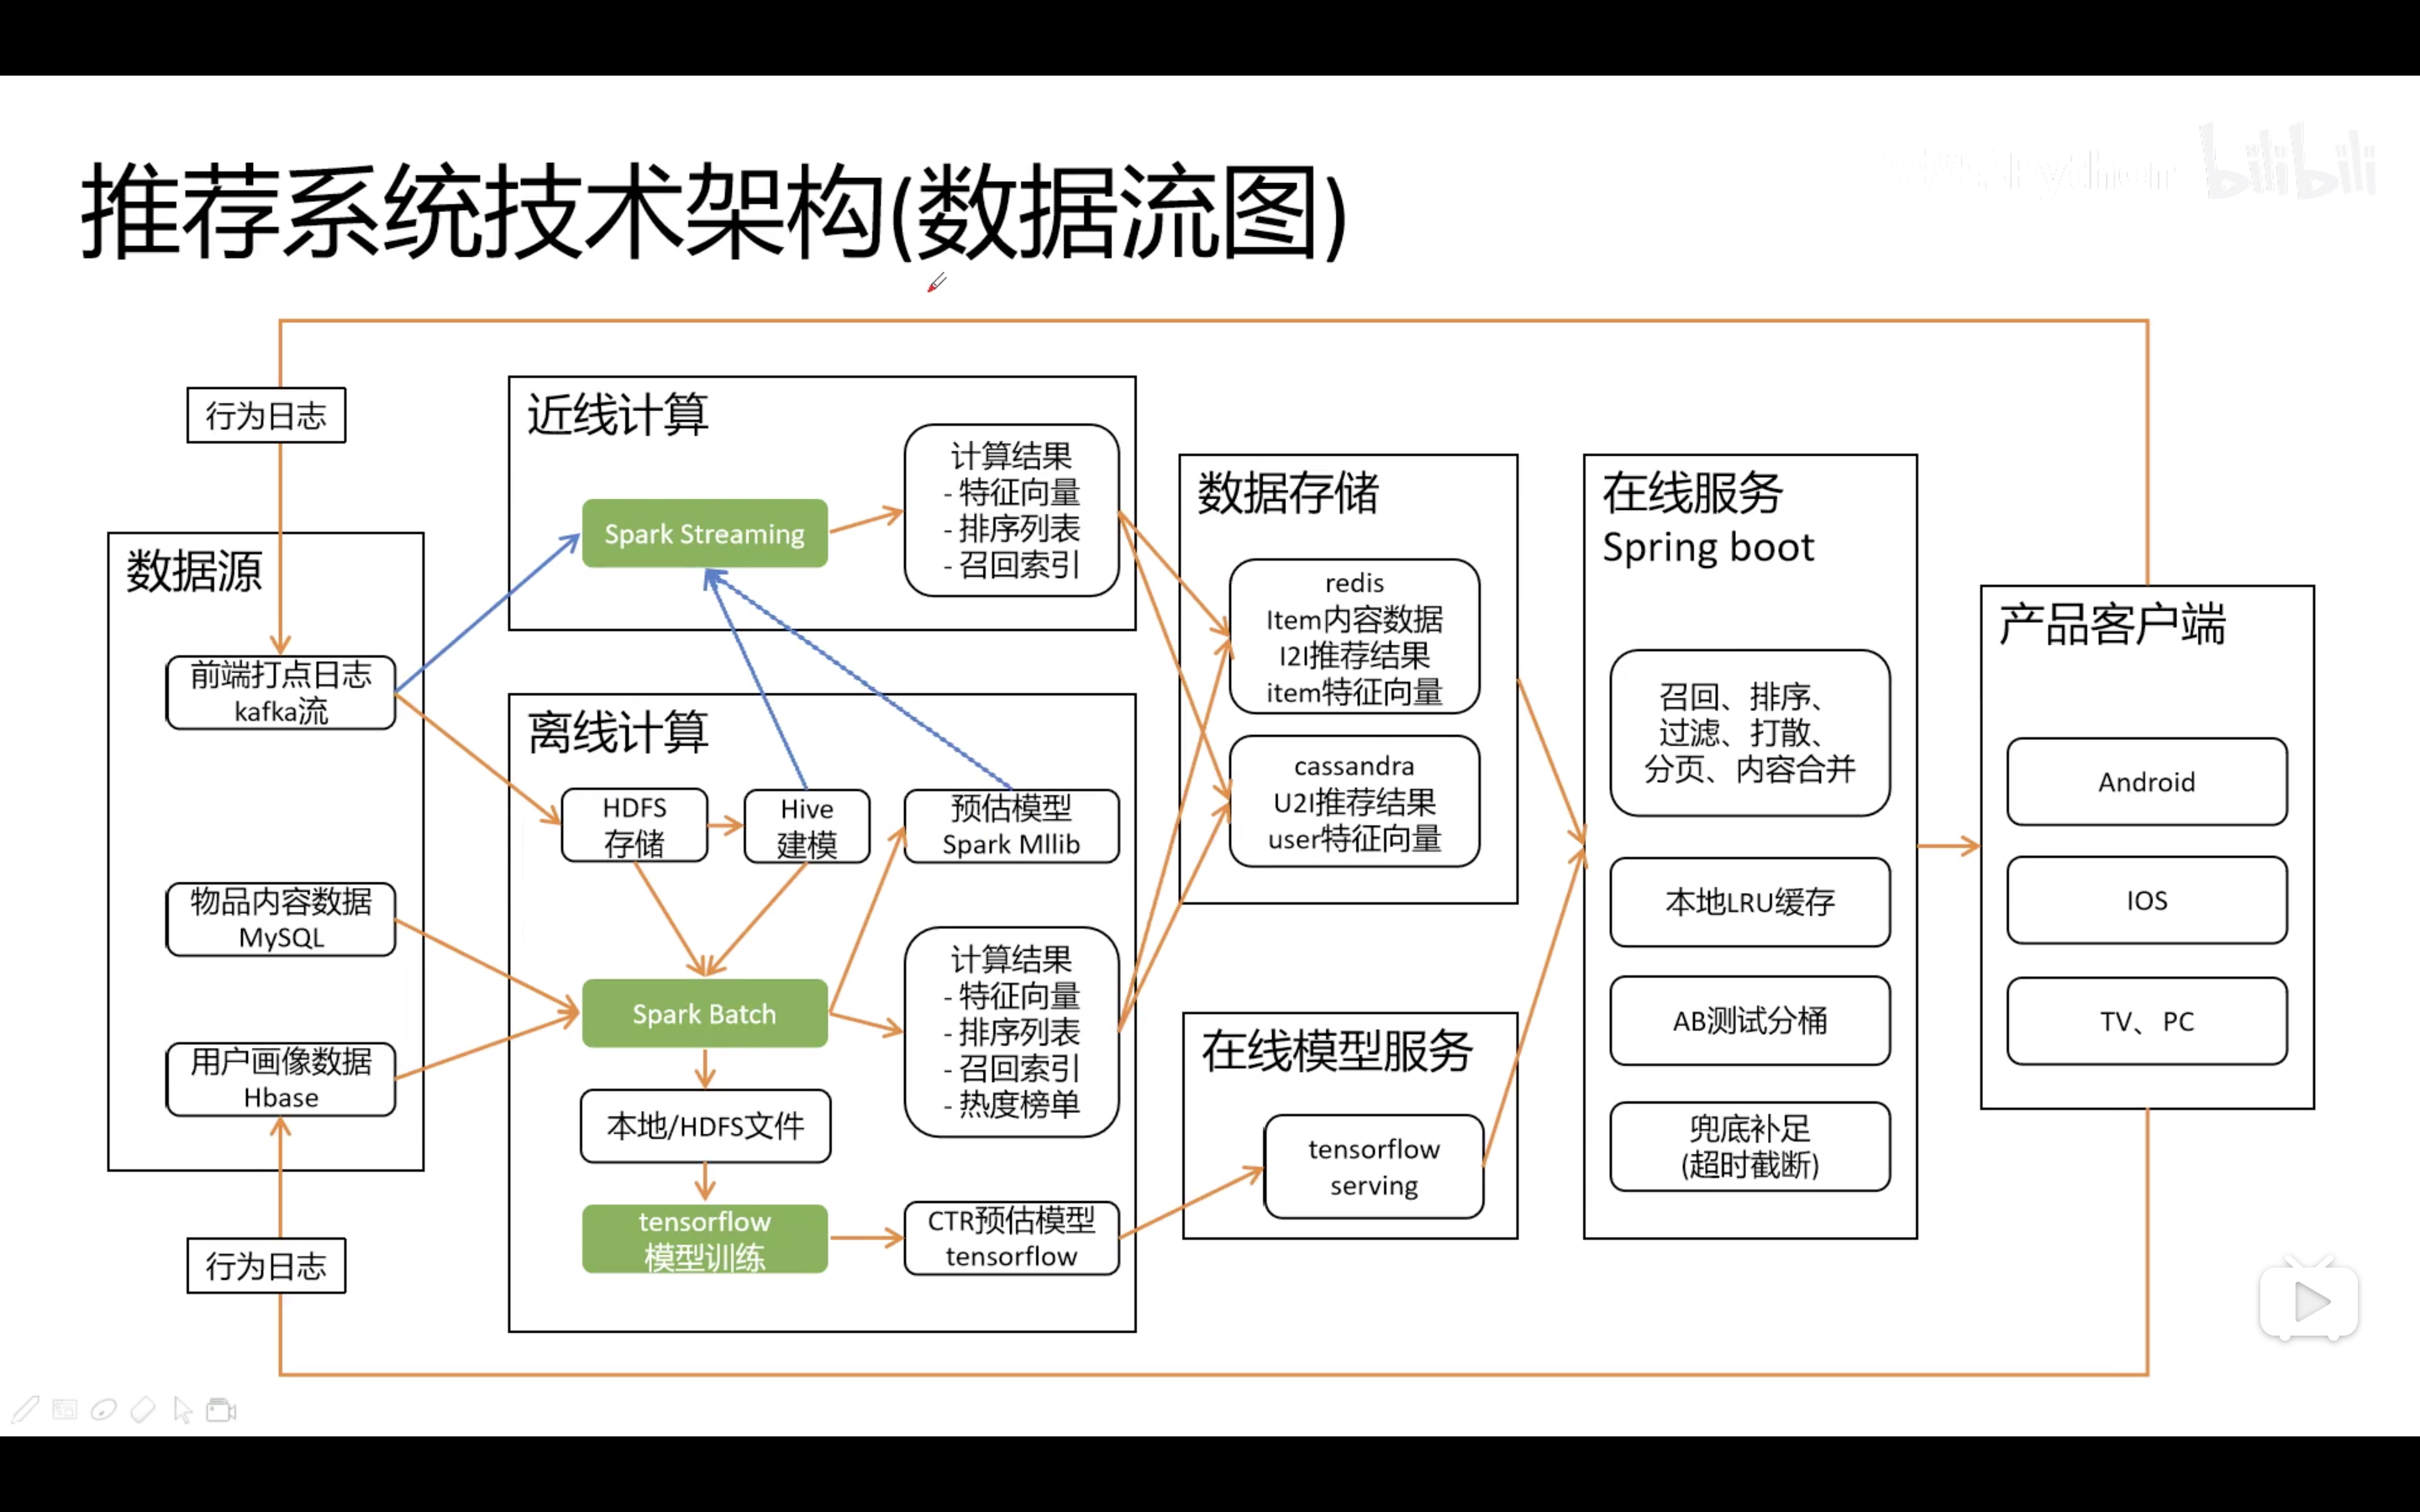 推荐系统技术架构(数据流图)
bilibili
行为日志
数据源
前端打点日志
kafka流
物品内容数据
MySQL
用户画像数据
Hbase
行为日志
近线计算
Spark Streaming
计算结果
- 特征向量
- 排序列表
- 召回索引
离线计算
HDFS
存储
Hive
建模
预估模型
Spark Mllib
Spark Batch
计算结果
- 特征向量
- 排序列表
- 召回索引
- 热度榜单
本地/HDFS文件
tensorflow
模型训练
CTR预估模型
tensorflow
数据存储
redis
Item内容数据
I2I推荐结果
item特征向量
cassandra
U2I推荐结果
user特征向量
在线模型服务
tensorflow
serving
在线服务
Spring boot
召回、排序、
过滤、打散、
分页、内容合并
本地LRU缓存
AB测试分桶
兜底补足
(超时截断)
产品客户端
Android
IOS
TV、PC